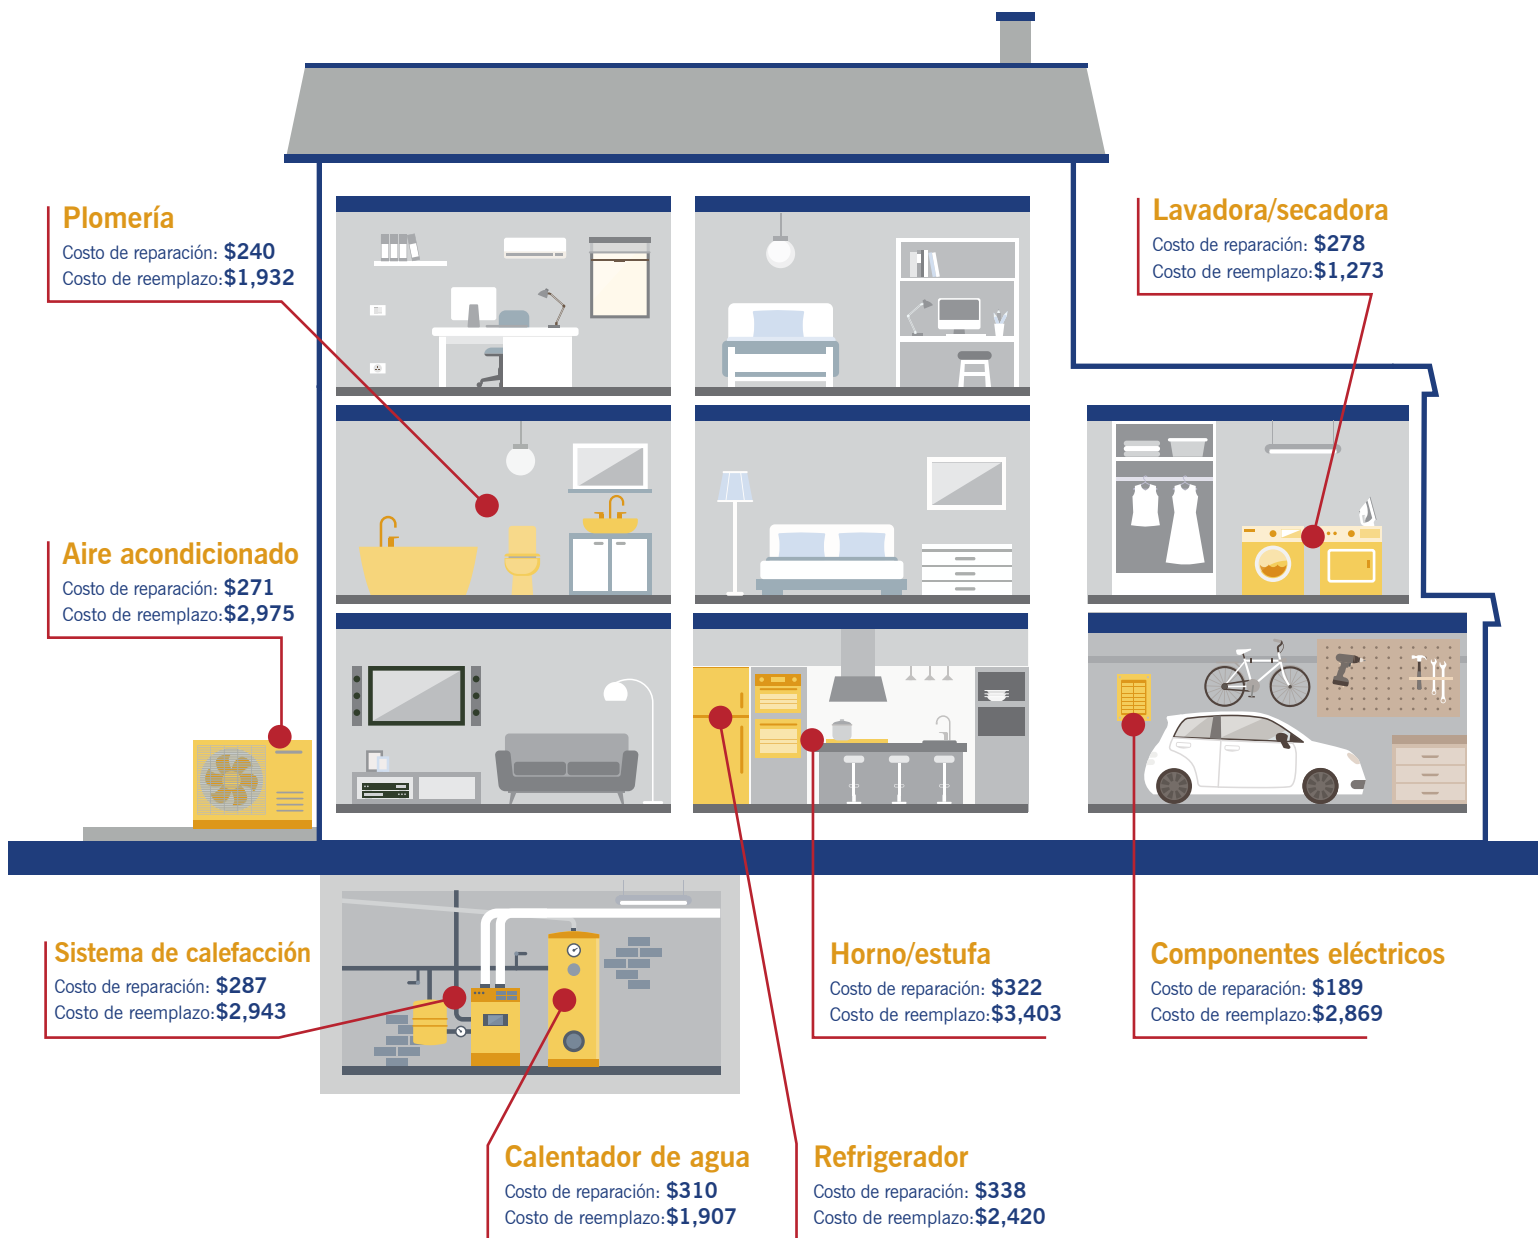 Plomería
Costo de reparación: $240
Costo de reemplazo:$1,932
Lavadora/secadora
Costo de reparación: $278
Costo de reemplazo:$1,273
Aire acondicionado
Costo de reparación: $271
Costo de reemplazo:$2,975
Sistema de calefacción
Costo de reparación: $287
Costo de reemplazo:$2,943
Horno/estufa
Costo de reparación: $322
Costo de reemplazo:$3,403
Componentes eléctricos
Costo de reparación: $189
Costo de reemplazo:$2,869
Calentador de agua
Costo de reparación: $310
Costo de reemplazo:$1,907
Refrigerador
Costo de reparación: $338
Costo de reemplazo:$2,420